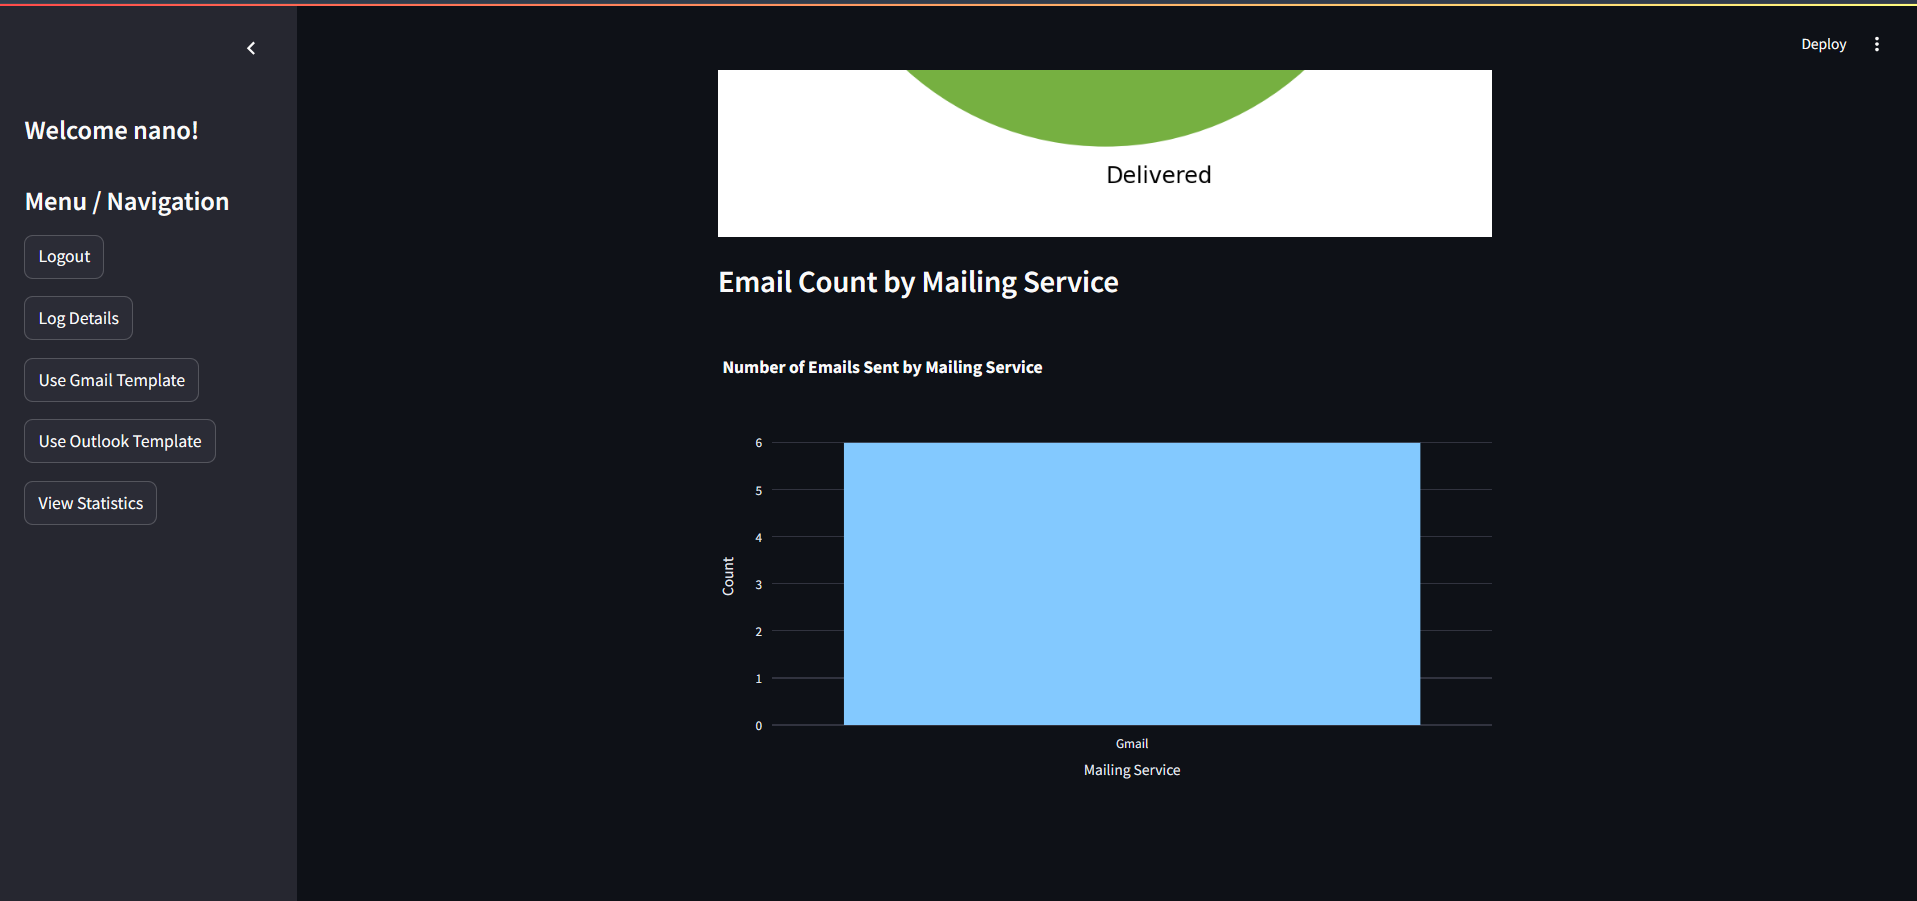 Deploy
Welcome nano!
Menu / Navigation
Logout
Log Details
Use Gmail Template
Use Outlook Template
View Statistics
Delivered
Email Count by Mailing Service
Number of Emails Sent by Mailing Service
6
5
4
3
2
1
0
Count
Gmail
Mailing Service